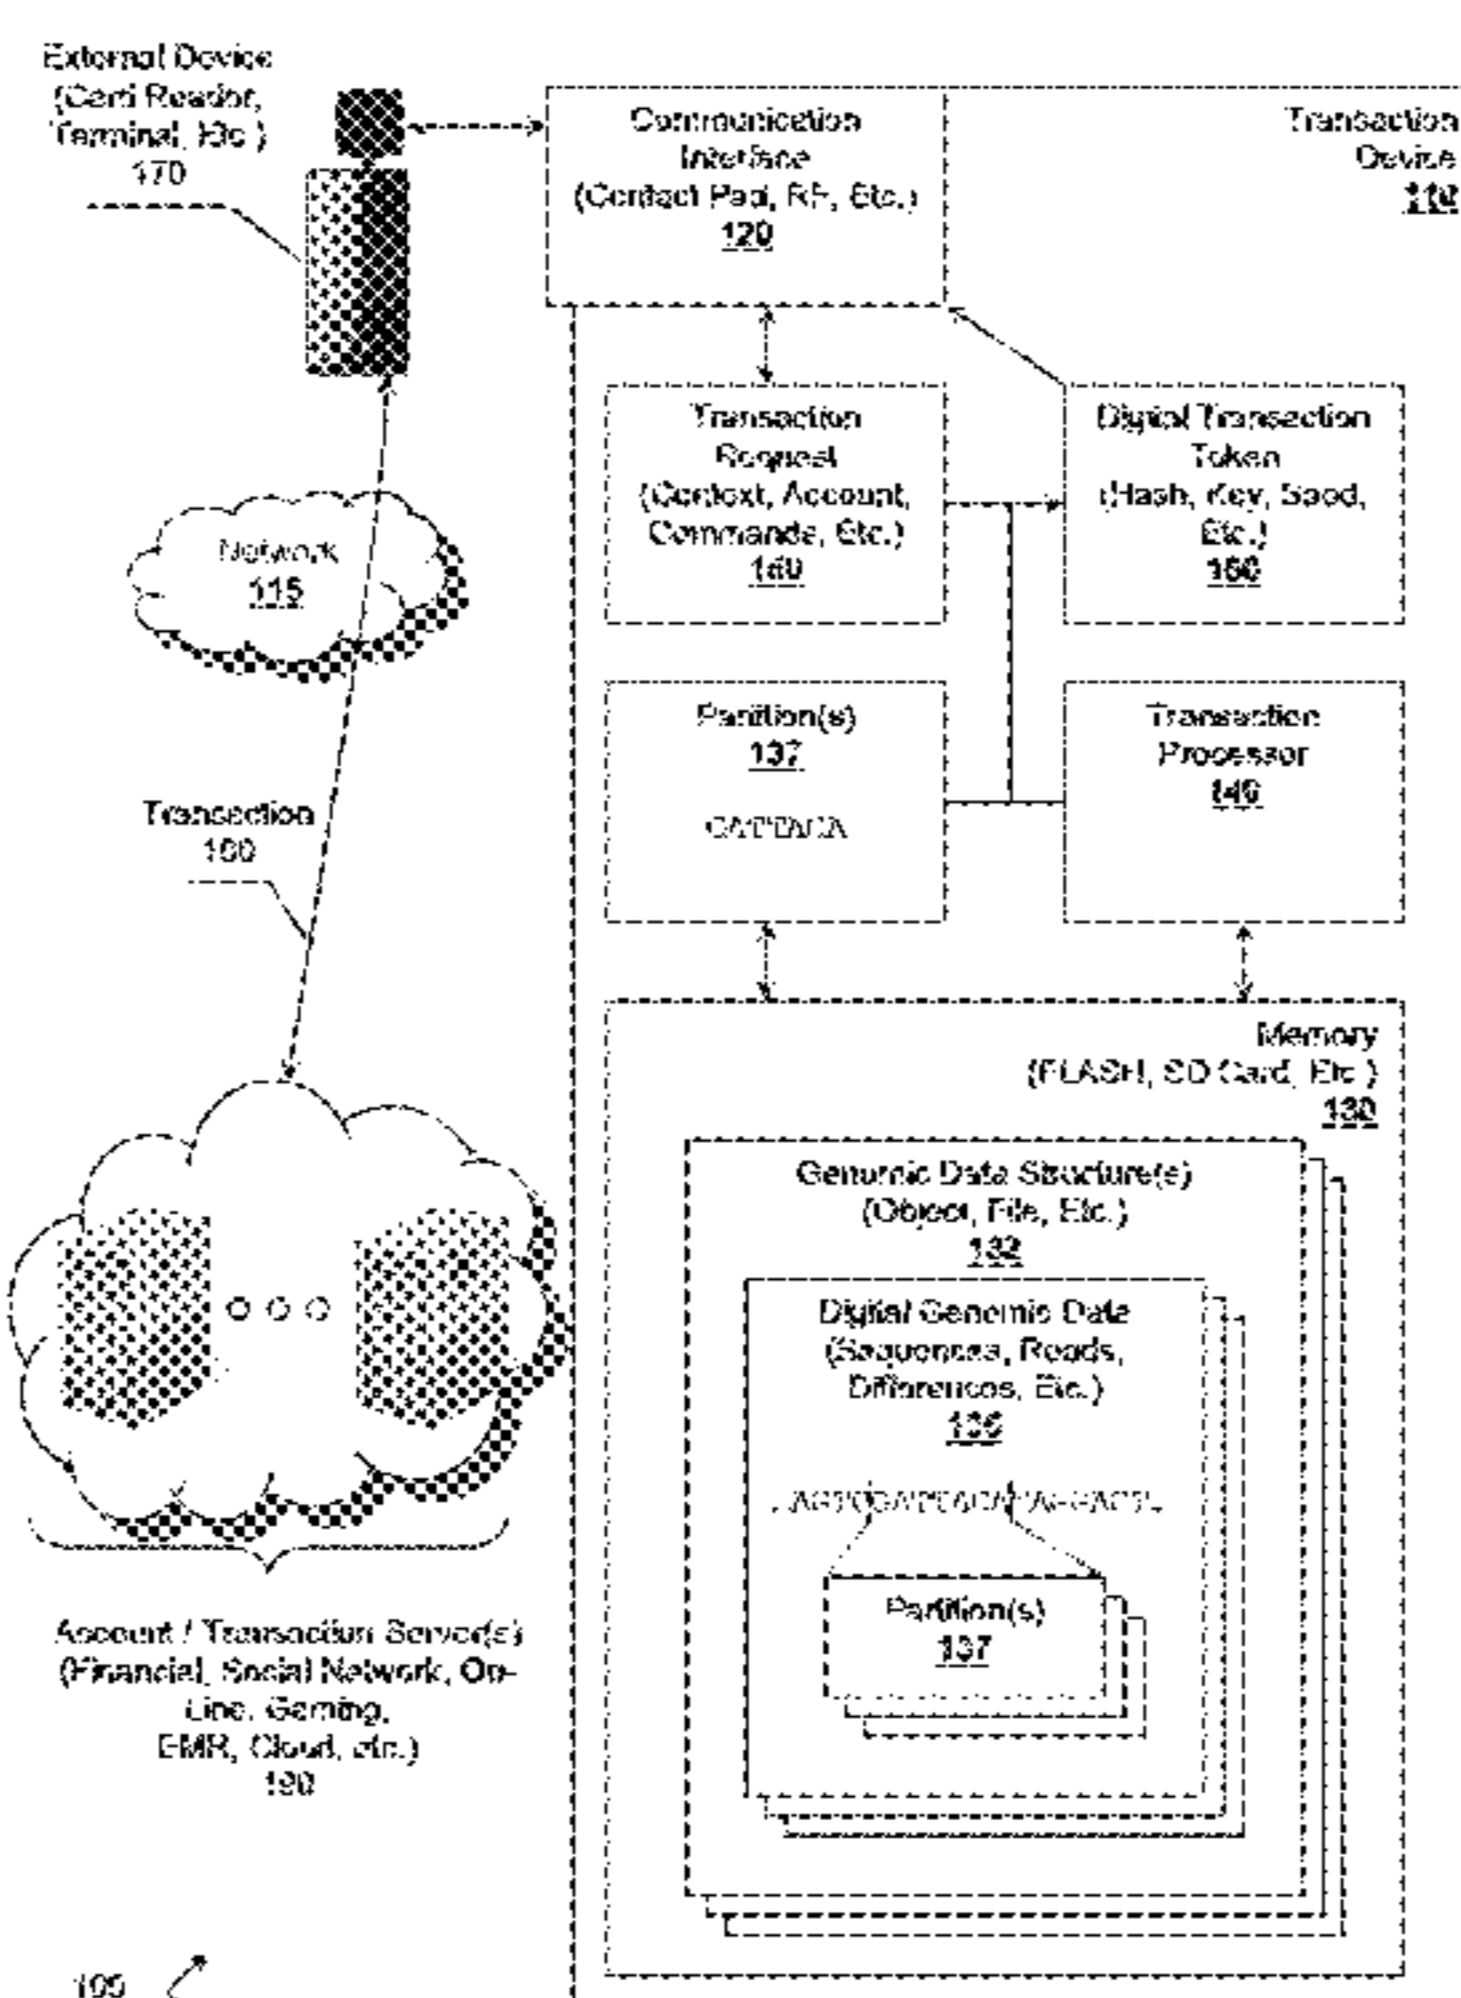 External Device
(Card Reader,
Terminal, Etc.)
170
Communication
Interface
(Contact Pad, RF, Etc.)
120
Transaction
Device
110
Transaction
Request
(Context, Account,
Commands, Etc.)
Digital Transaction
Token
(Hash, Key, Seed,
Etc.)
Network
115
Partition(s)
137
GATTACA
Transaction
Processor
Transaction
Memory
(FLASH, SD Card, Etc.)
130
Genomic Data Structure(s)
(Object, File, Etc.)
132
Digital Genomic Data
(Sequences, Reads,
Differences, Etc.)
Partition(s)
137
Account / Transaction Server(s)
(Financial, Social Network, On-
Line, Gaming,
EMR, Cloud, etc.)
190
100